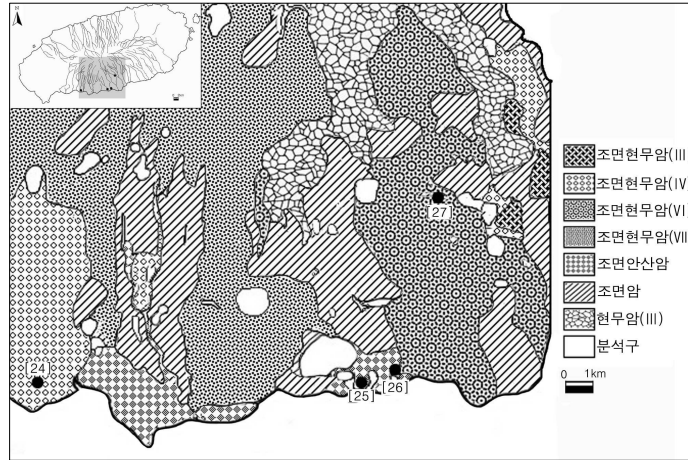 N
조면현무암(III
조면현무암(IV)
조면현무암(VI)
조면현무암(VII
조면안산암
조면암
현무암(III)
분석구
0 1km
[27]
[24]
[26]
[25]